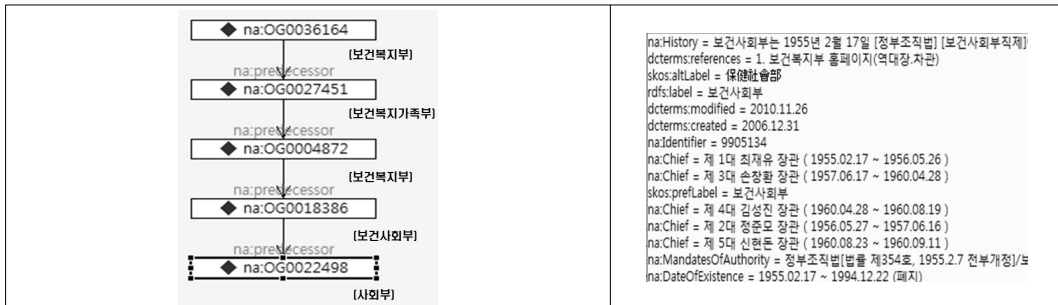 na:OG0036164
(보건복지부)
na:predecessor
na:OG0027451
(보건복지가족부)
na:predecessor
na:OG0004872
(보건복지부)
na:predecessor
na:OG0018386
(보건사회부)
na:predecessor
na:OG0022498
(사회부)
na:History = 보건사회부는 1955년 2월 17일 [정부조직법] [보건사회부직제]
dcterms:references = 1. 보건복지부 홈페이지(역대장.차관)
skos:altLabel = 保健社會部
rdfs:label = 보건사회부
dcterms:modified = 2010.11.26
dcterms:created = 2006.12.31
na:Identifier = 9905134
na:Chief = 제 1대 최재유 장관 ( 1955.02.17 ~ 1956.05.26 )
na:Chief = 제 3대 손창환 장관 ( 1957.06.17 ~ 1960.04.28 )
skos:prefLabel = 보건사회부
na:Chief = 제 4대 김성진 장관 ( 1960.04.28 ~ 1960.08.19 )
na:Chief = 제 2대 정준모 장관 ( 1956.05.27 ~ 1957.06.16 )
na:Chief = 제 5대 신현돈 장관 ( 1960.08.23 ~ 1960.09.11 )
na:MandatesOfAuthority = 정부조직법[법률 제354호, 1955.2.7 전부개정]/보
na:DateOfExistence = 1955.02.17 ~ 1994.12.22 (폐지)